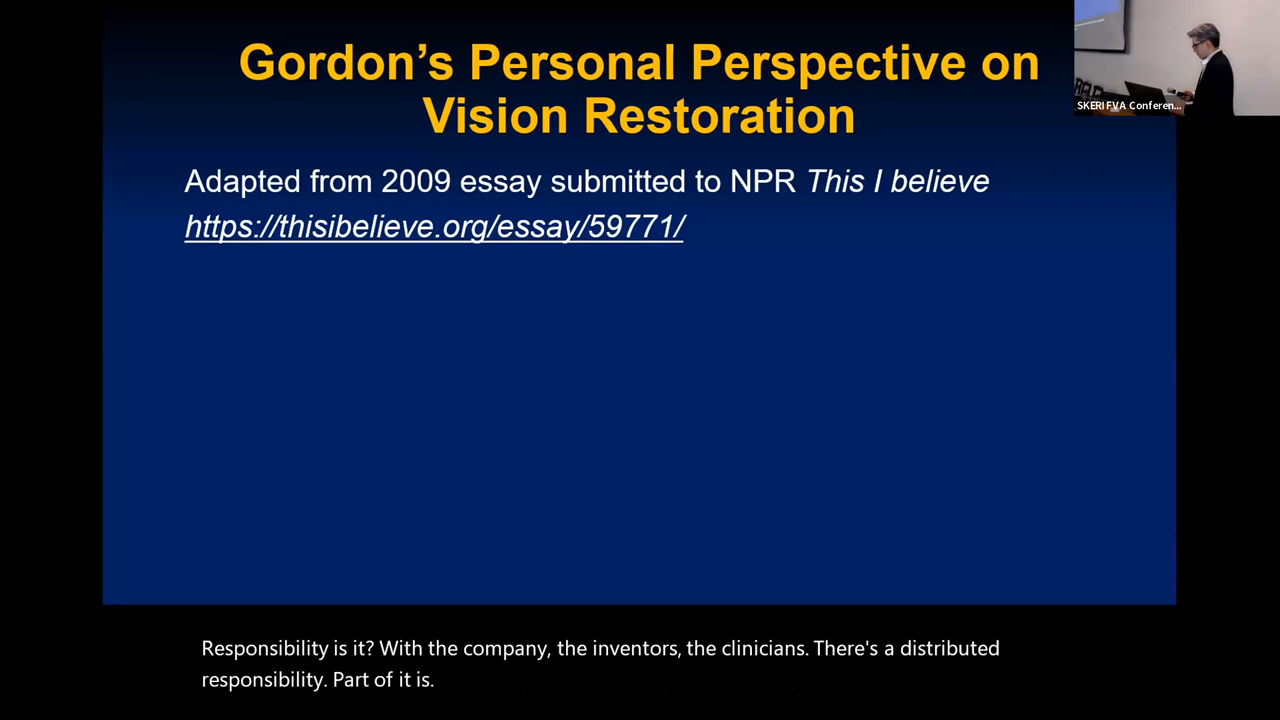 Gordon’s Personal Perspective on
Vision Restoration
Adapted from 2009 essay submitted to NPR This I believe
https://thisibelieve.org/essay/59771/
SKERI FVA Conferen...
Responsibility is it? With the company, the inventors, the clinicians. There's a distributed
responsibility. Part of it is.